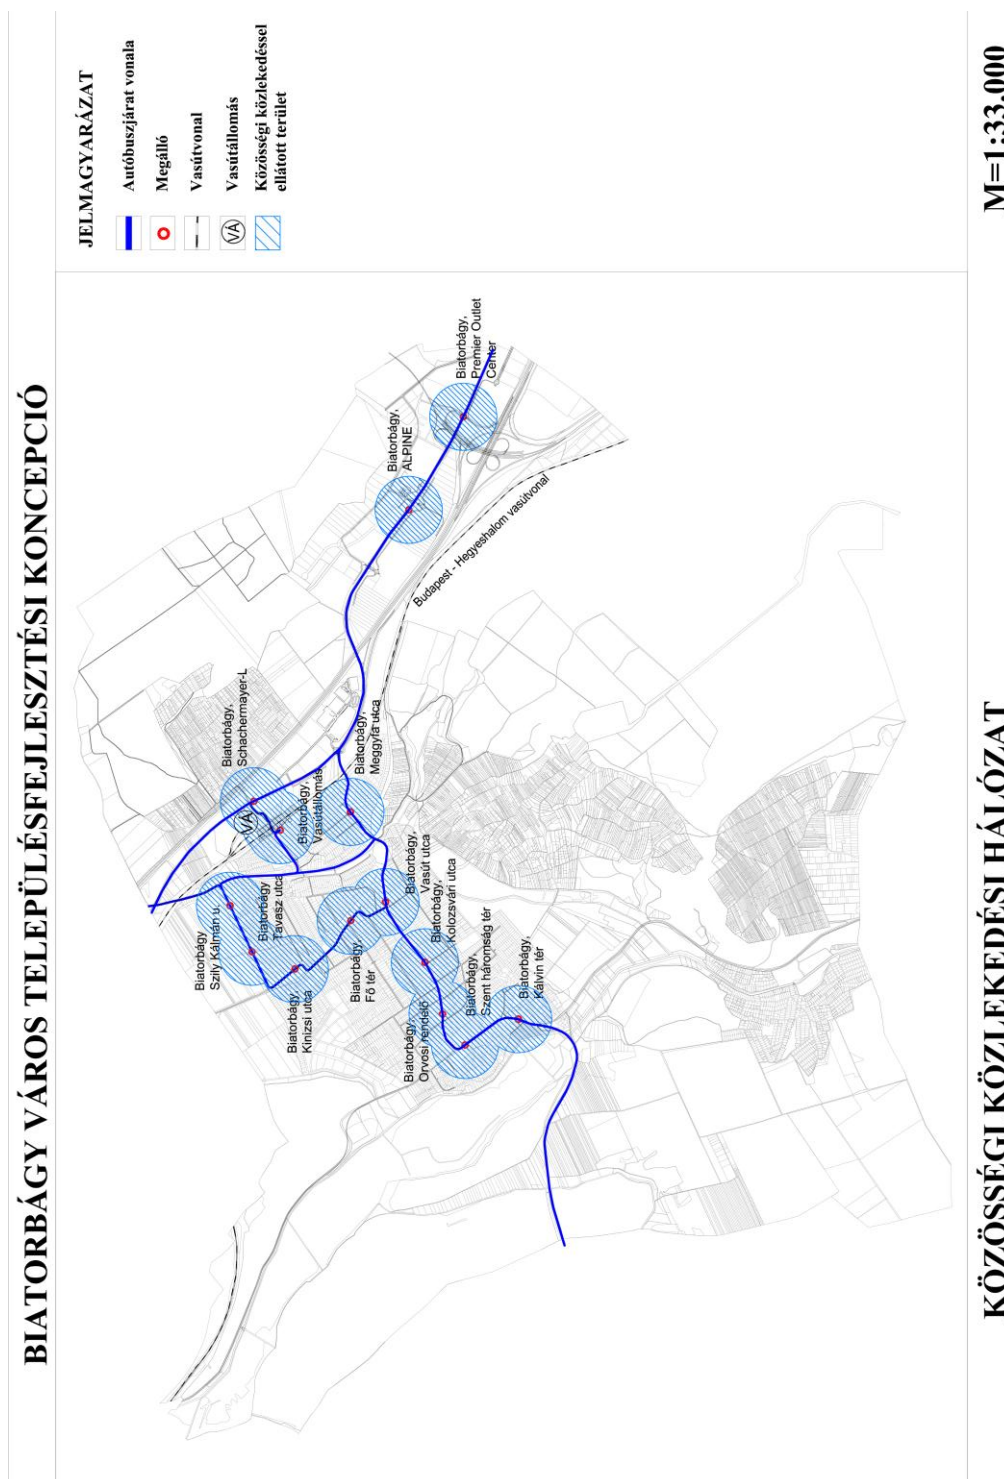 BIATORBÁGY VÁROS TELEPÜLÉSFEJLESZTÉSI KONCEPCIÓ
JELMAGYARÁZAT
Autóbuszjárat vonala
Megálló
Vasútvonal
VÁ
Vasútállomás
Közösségi közlekedéssel
ellátott terület
Biatorbágy
Szily Kálmán u.
Biatorbágy
Tavasz utca
Biatorbágy,
Kinizsi utca
Biatorbágy,
Fő tér
Biatorbágy,
Schachermayer-L
VÁ
Biatorbágy,
Vasútállomás
Biatorbágy,
Meggyfa utca
Biatorbágy,
Vasút utca
Biatorbágy,
Kolozsvári utca
Biatorbágy,
Orvosi rendelő
Biatorbágy,
Szent háronság tér
Biatorbágy,
Kálvin tér
Biatorbágy,
ALPINE
Biatorbágy,
Premier Outlet
Center
Budapest - Hegyeshalom vasútvonal
KÖZÖSSÉGI KÖZLEKEDÉSI HÁLÓZAT
M=1:33.000